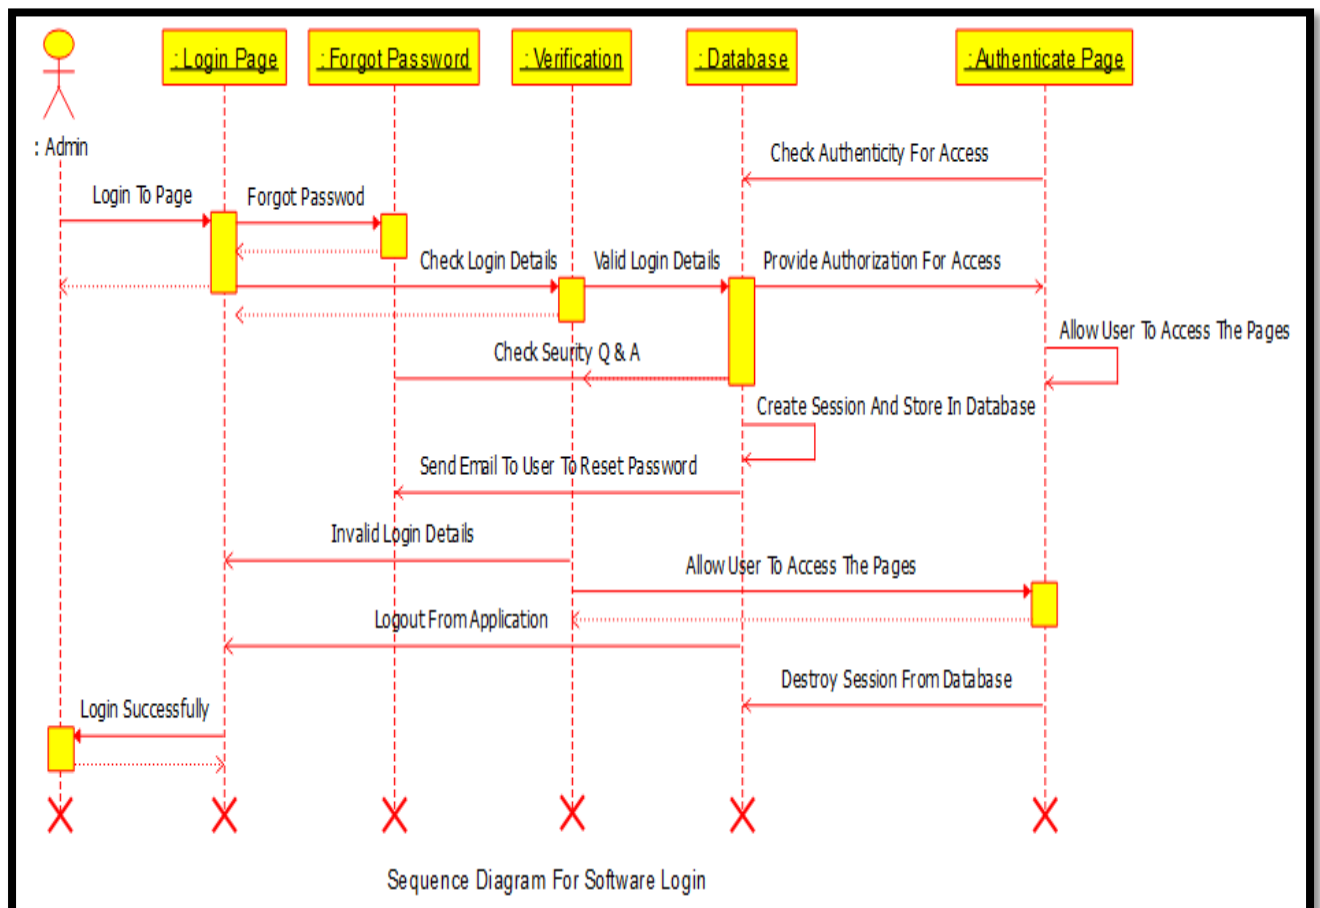 : Login Page
: Forgot Password
: Verification
: Database
: Authenticate Page
: Admin
Check Authenticity For Access
Login To Page
Forgot Passwod
Check Login Details
Valid Login Details
Provide Authorization For Access
Allow User To Access The Pages
Check Seurity Q & A
Create Session And Store In Database
Send Email To User To Reset Password
Invalid Login Details
Allow User To Access The Pages
Logout From Application
Destroy Session From Database
Login Successfully
Sequence Diagram For Software Login